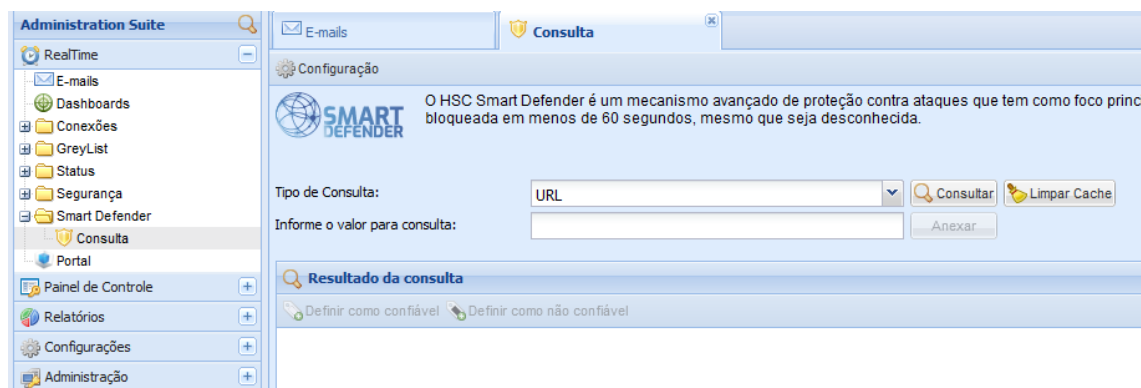 Administration Suite
RealTime
E-mails
Dashboards
Conexões
GreyList
Status
Segurança
Smart Defender
Consulta
Portal
Painel de Controle
Relatórios
Configurações
Administração
E-mails
Consulta
Configuração
SMART
DEFENDER
O HSC Smart Defender é um mecanismo avançado de proteção contra ataques que tem como foco princ
bloqueada em menos de 60 segundos, mesmo que seja desconhecida.
Tipo de Consulta: URL Consultar Limpar Cache
Informe o valor para consulta: Anexar
Resultado da consulta
Definir como confiável Definir como não confiável